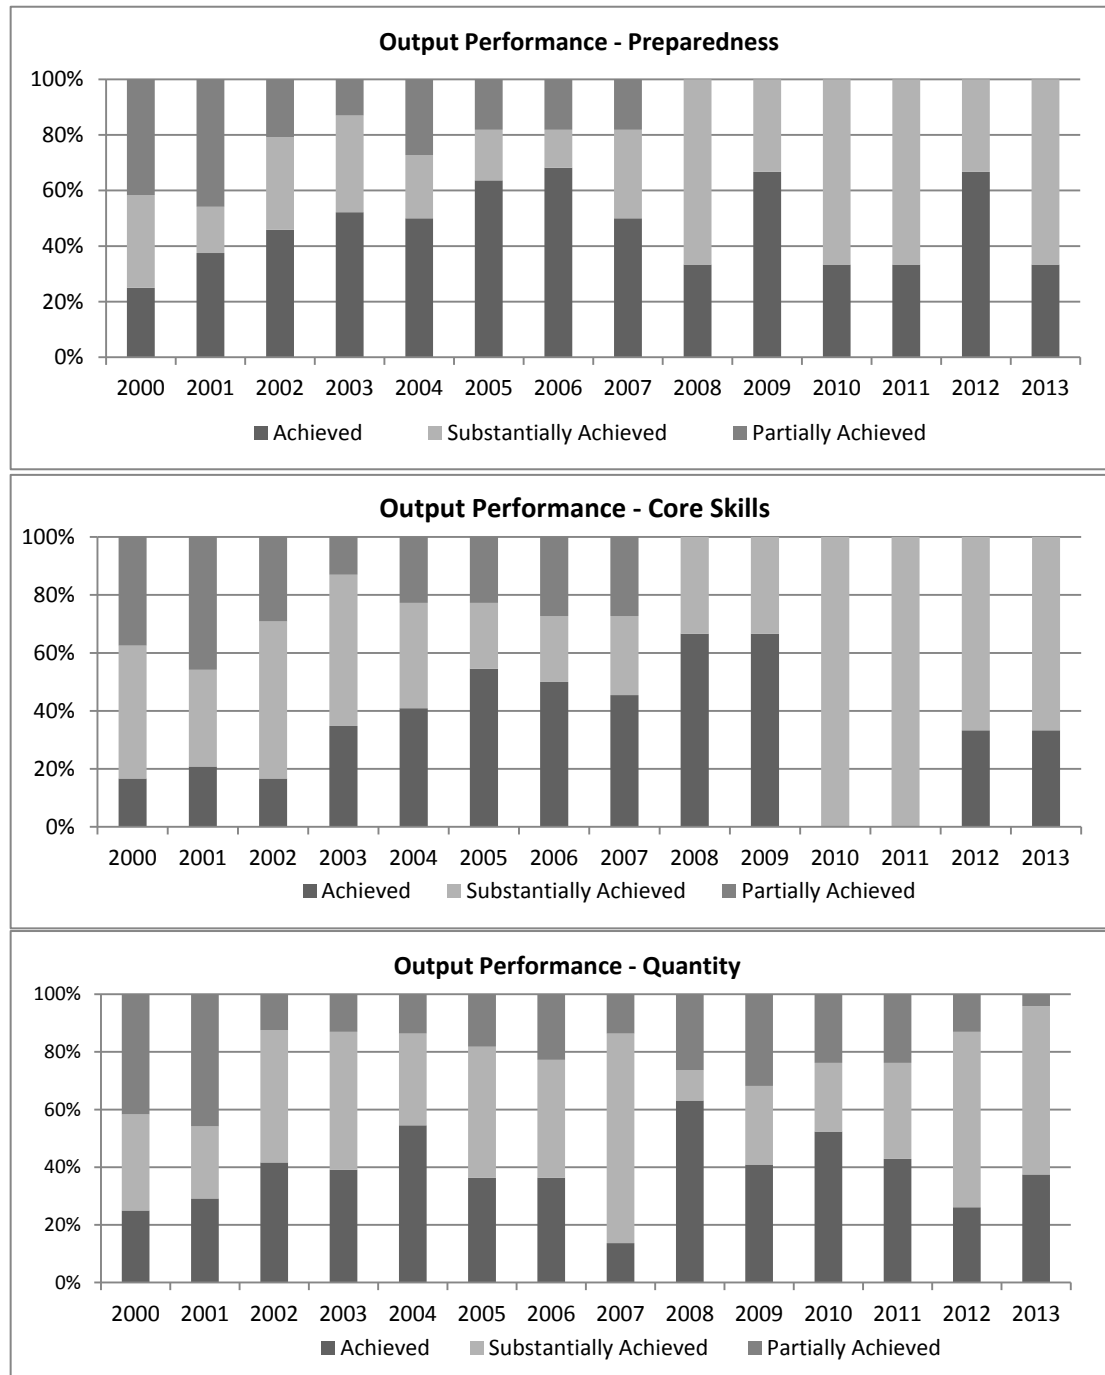 Output Performance - Preparedness
100%
80%
60%
40%
20%
0%
2000 2001 2002 2003 2004 2005 2006 2007 2008 2009 2010 2011 2012 2013
Achieved Substantially Achieved Partially Achieved
Output Performance - Core Skills
100%
80%
60%
40%
20%
0%
2000 2001 2002 2003 2004 2005 2006 2007 2008 2009 2010 2011 2012 2013
Achieved Substantially Achieved Partially Achieved
Output Performance - Quantity
100%
80%
60%
40%
20%
0%
2000 2001 2002 2003 2004 2005 2006 2007 2008 2009 2010 2011 2012 2013
Achieved Substantially Achieved Partially Achieved